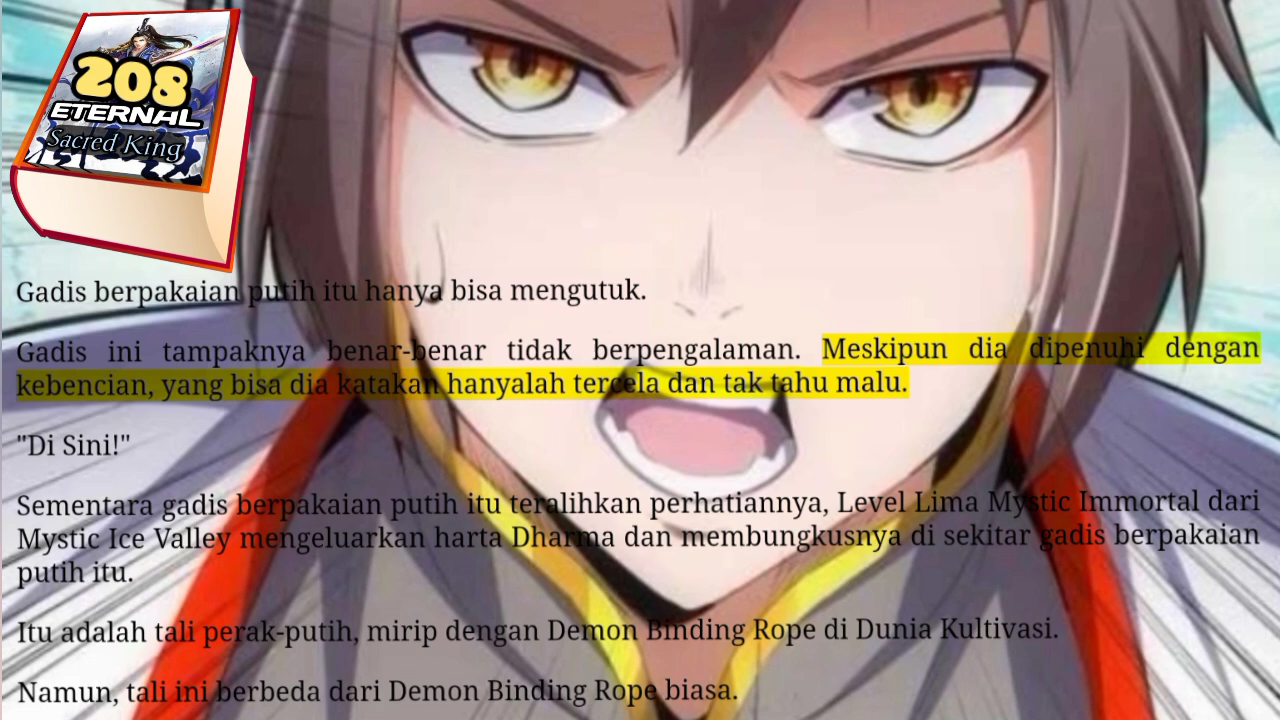 208
ETERNAL
Sacred King
Gadis berpakaian putih itu hanya bisa mengutuk.
Gadis ini tampaknya benar-benar tidak berpengalaman. Meskipun dia dipenuhi dengan
kebencian, yang bisa dia katakan hanyalah tercela dan tak tahu malu.
"Di Sini!"
Sementara gadis berpakaian putih itu teralihkan perhatiannya, Level Lima Mystic Immortal dari
Mystic Ice Valley mengeluarkan harta Dharma dan membungkusnya di sekitar gadis berpakaian
putih itu.
Itu adalah tali perak-putih, mirip dengan Demon Binding Rope di Dunia Kultivasi.
Namun, tali ini berbeda dari Demon Binding Rope biasa.